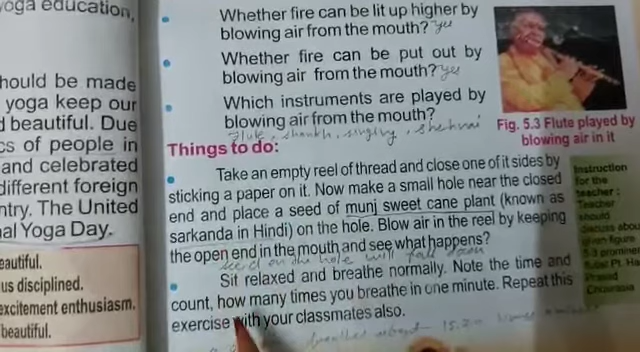 yoga education,
hould be made
yoga keep our
d beautiful. Due
cs of people in
and celebrated
different foreign
ntry. The United
al Yoga Day.
eautiful.
us disciplined.
excitement enthusiasm.
beautiful.
• Whether fire can be lit up higher by
blowing air from the mouth? yes
• Whether fire can be put out by
blowing air from the mouth? yes
• Which instruments are played by
blowing air from the mouth?
Flute, shankh, singing, shehnai
Things to do:
• Take an empty reel of thread and close one of its sides by
sticking a paper on it. Now make a small hole near the closed
end and place a seed of munj sweet cane plant (known as
sarkanda in Hindi) on the hole. Blow air in the reel by keeping
the open end in the mouth and see what happens?
seed on the hole will fall down
• Sit relaxed and breathe normally. Note the time and
count, how many times you breathe in one minute. Repeat this
exercise with your classmates also.
15-20 times
Fig. 5.3 Flute played by
blowing air in it
Instruction
for the
teacher :
Teacher
should
discuss abou
given figure
5.3 promine
Prasad
Chourasia